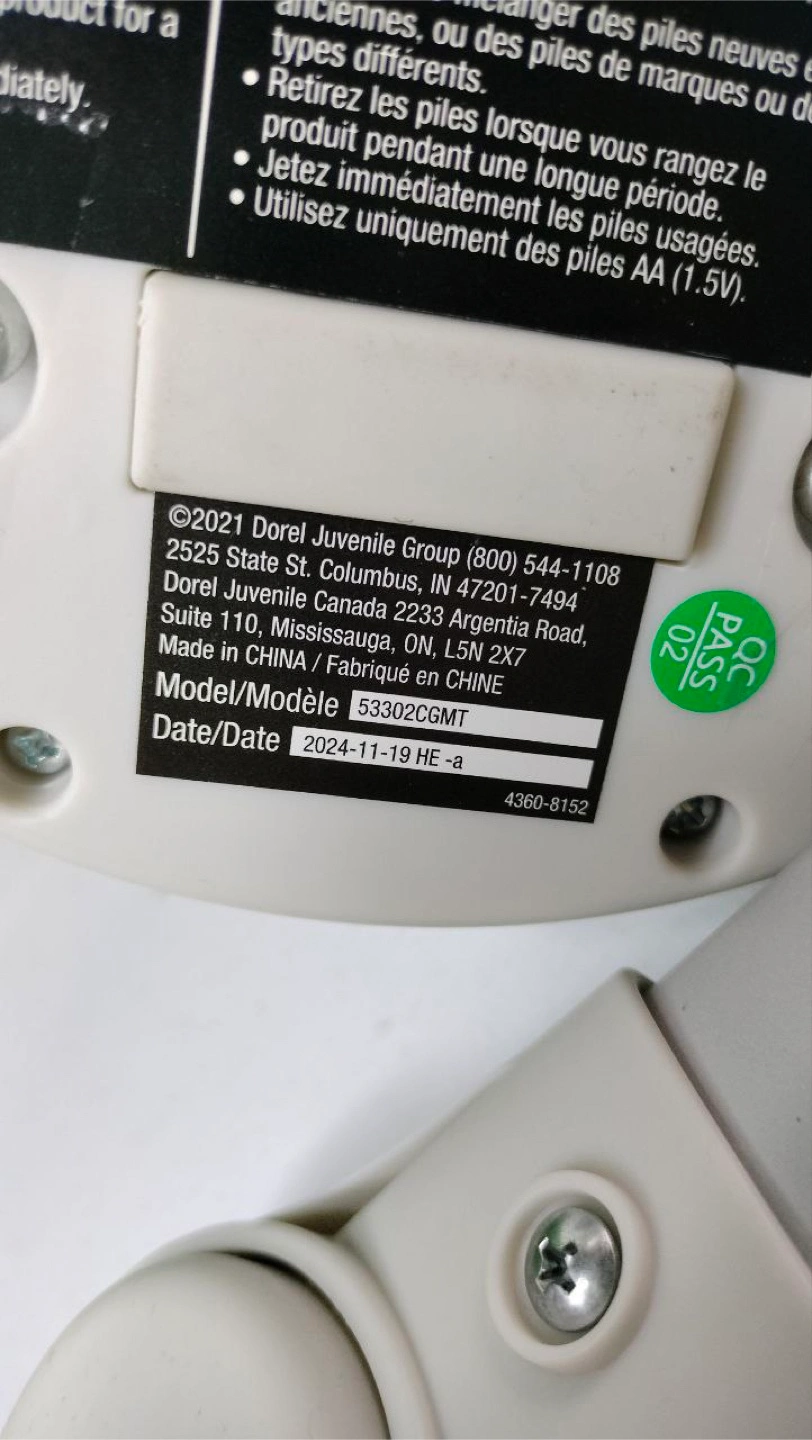 product for a
diately.
mélanger des piles neuves
anciennes, ou des piles de marques ou de
types différents.
• Retirez les piles lorsque vous rangez le
produit pendant une longue période.
• Jetez immédiatement les piles usagées.
• Utilisez uniquement des piles AA (1.5V).
©2021 Dorel Juvenile Group (800) 544-1108
2525 State St. Columbus, IN 47201-7494
Dorel Juvenile Canada 2233 Argentia Road,
Suite 110, Mississauga, ON, L5N 2X7
Made in CHINA / Fabriqué en CHINE
Model/Modèle 53302CGMT
Date/Date 2024-11-19 HE -a
4360-8152
QC
PASS
02